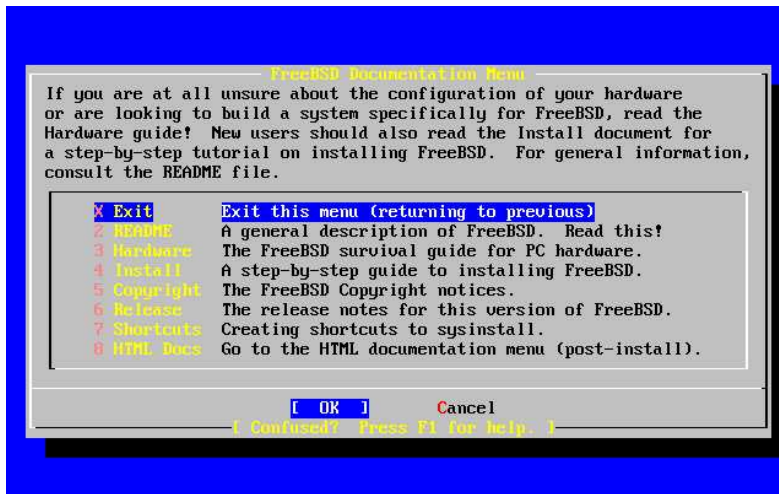 FreeBSD Documentation Menu
If you are at all unsure about the configuration of your hardware
or are looking to build a system specifically for FreeBSD, read the
Hardware guide!  New users should also read the Install document for
a step-by-step tutorial on installing FreeBSD.  For general information,
consult the README file.
X Exit       Exit this menu (returning to previous)
2 README     A general description of FreeBSD.  Read this!
3 Hardware   The FreeBSD survival guide for PC hardware.
4 Install    A step-by-step guide to installing FreeBSD.
5 Copyright  The FreeBSD Copyright notices.
6 Release    The release notes for this version of FreeBSD.
7 Shortcuts  Creating shortcuts to sysinstall.
8 HTML Docs  Go to the HTML documentation menu (post-install).
[  OK  ]     Cancel
[ Confused?  Press F1 for help. ]